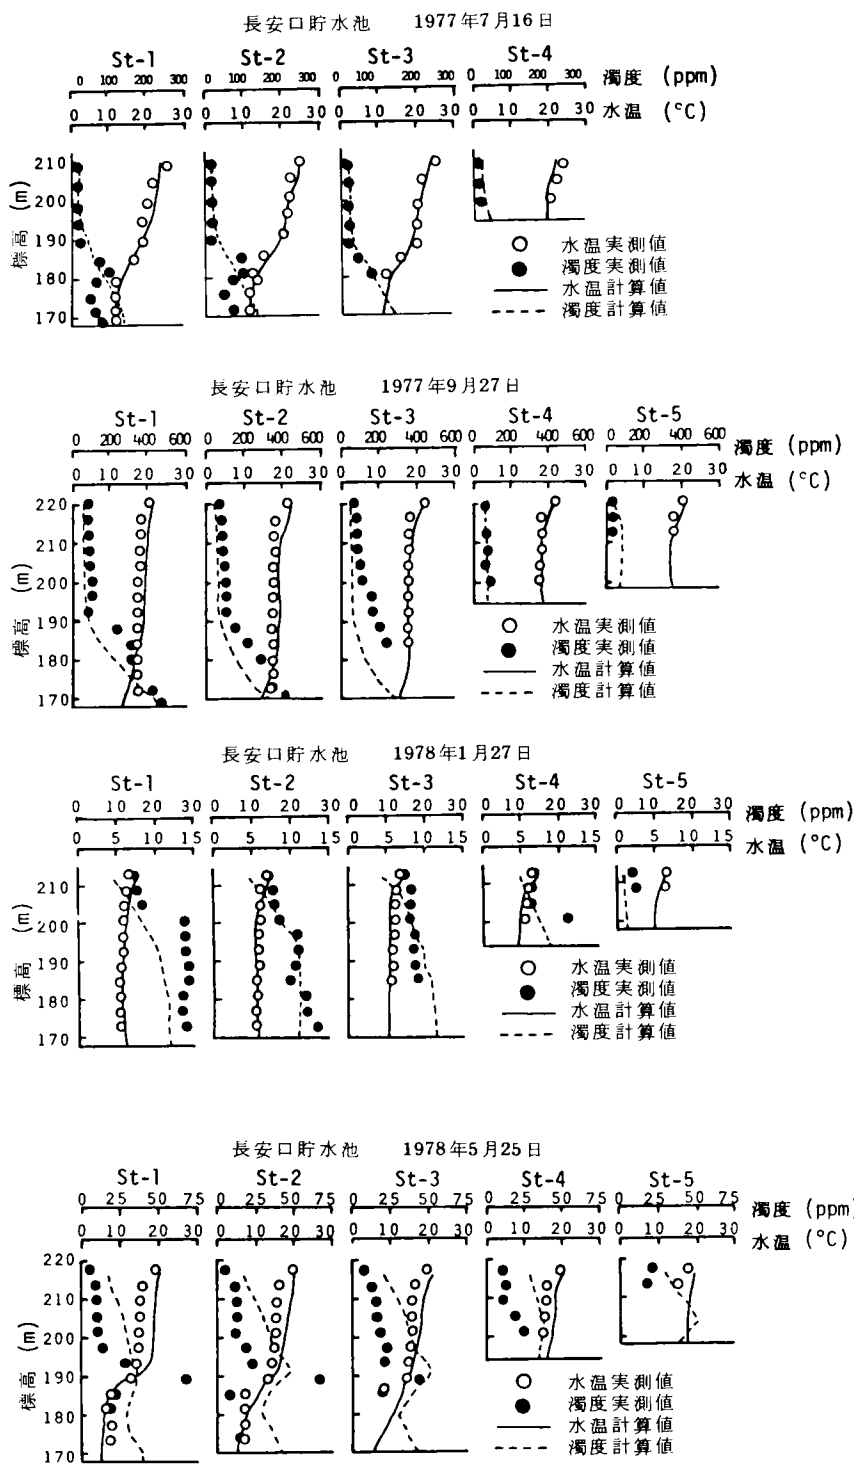 長安口貯水池 1977年7月16日
St-1 St-2 St-3 St-4
0 100 200 300 0 100 200 300 0 100 200 300 0 100 200 300 濁度 (ppm)
0 10 20 30 0 10 20 30 0 10 20 30 0 10 20 30 水温 (°C)
標高 (m)
210
200
190
180
170
○ 水温実測値
● 濁度実測値
水温計算値
濁度計算値
長安口貯水池 1977年9月27日
St-1 St-2 St-3 St-4 St-5
0 200 400 600 0 200 400 600 0 200 400 600 0 200 400 600 0 200 400 600 濁度 (ppm)
0 10 20 30 0 10 20 30 0 10 20 30 0 10 20 30 0 10 20 30 水温 (°C)
標高 (m)
220
210
200
190
180
170
○ 水温実測値
● 濁度実測値
水温計算値
濁度計算値
長安口貯水池 1978年1月27日
St-1 St-2 St-3 St-4 St-5
0 10 20 30 0 10 20 30 0 10 20 30 0 10 20 30 0 10 20 30 濁度 (ppm)
0 5 10 15 0 5 10 15 0 5 10 15 0 5 10 15 0 5 10 15 水温 (°C)
標高 (m)
210
200
190
180
170
○ 水温実測値
● 濁度実測値
水温計算値
濁度計算値
長安口貯水池 1978年5月25日
St-1 St-2 St-3 St-4 St-5
0 25 50 75 0 25 50 75 0 25 50 75 0 25 50 75 0 25 50 75 濁度 (ppm)
0 10 20 30 0 10 20 30 0 10 20 30 0 10 20 30 0 10 20 30 水温 (°C)
標高 (m)
220
210
200
190
180
170
○ 水温実測値
● 濁度実測値
水温計算値
濁度計算値